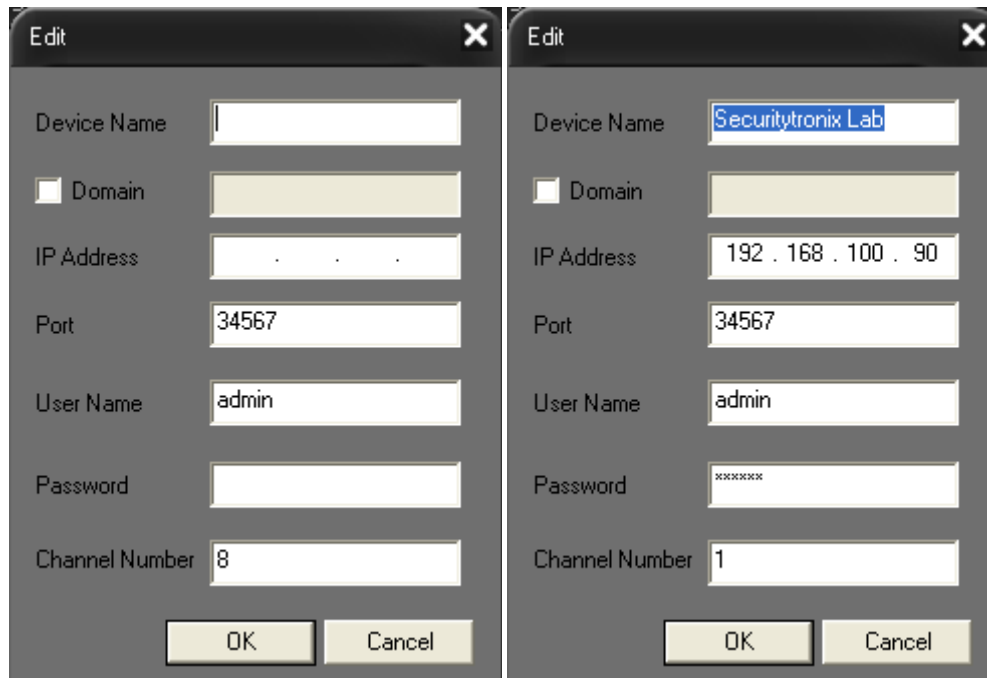 Edit
Device Name
Domain
IP Address . . .
Port 34567
User Name admin
Password
Channel Number 8
OK Cancel
Edit
Device Name Securitytronix Lab
Domain
IP Address 192 . 168 . 100 . 90
Port 34567
User Name admin
Password ××××××
Channel Number 1
OK Cancel